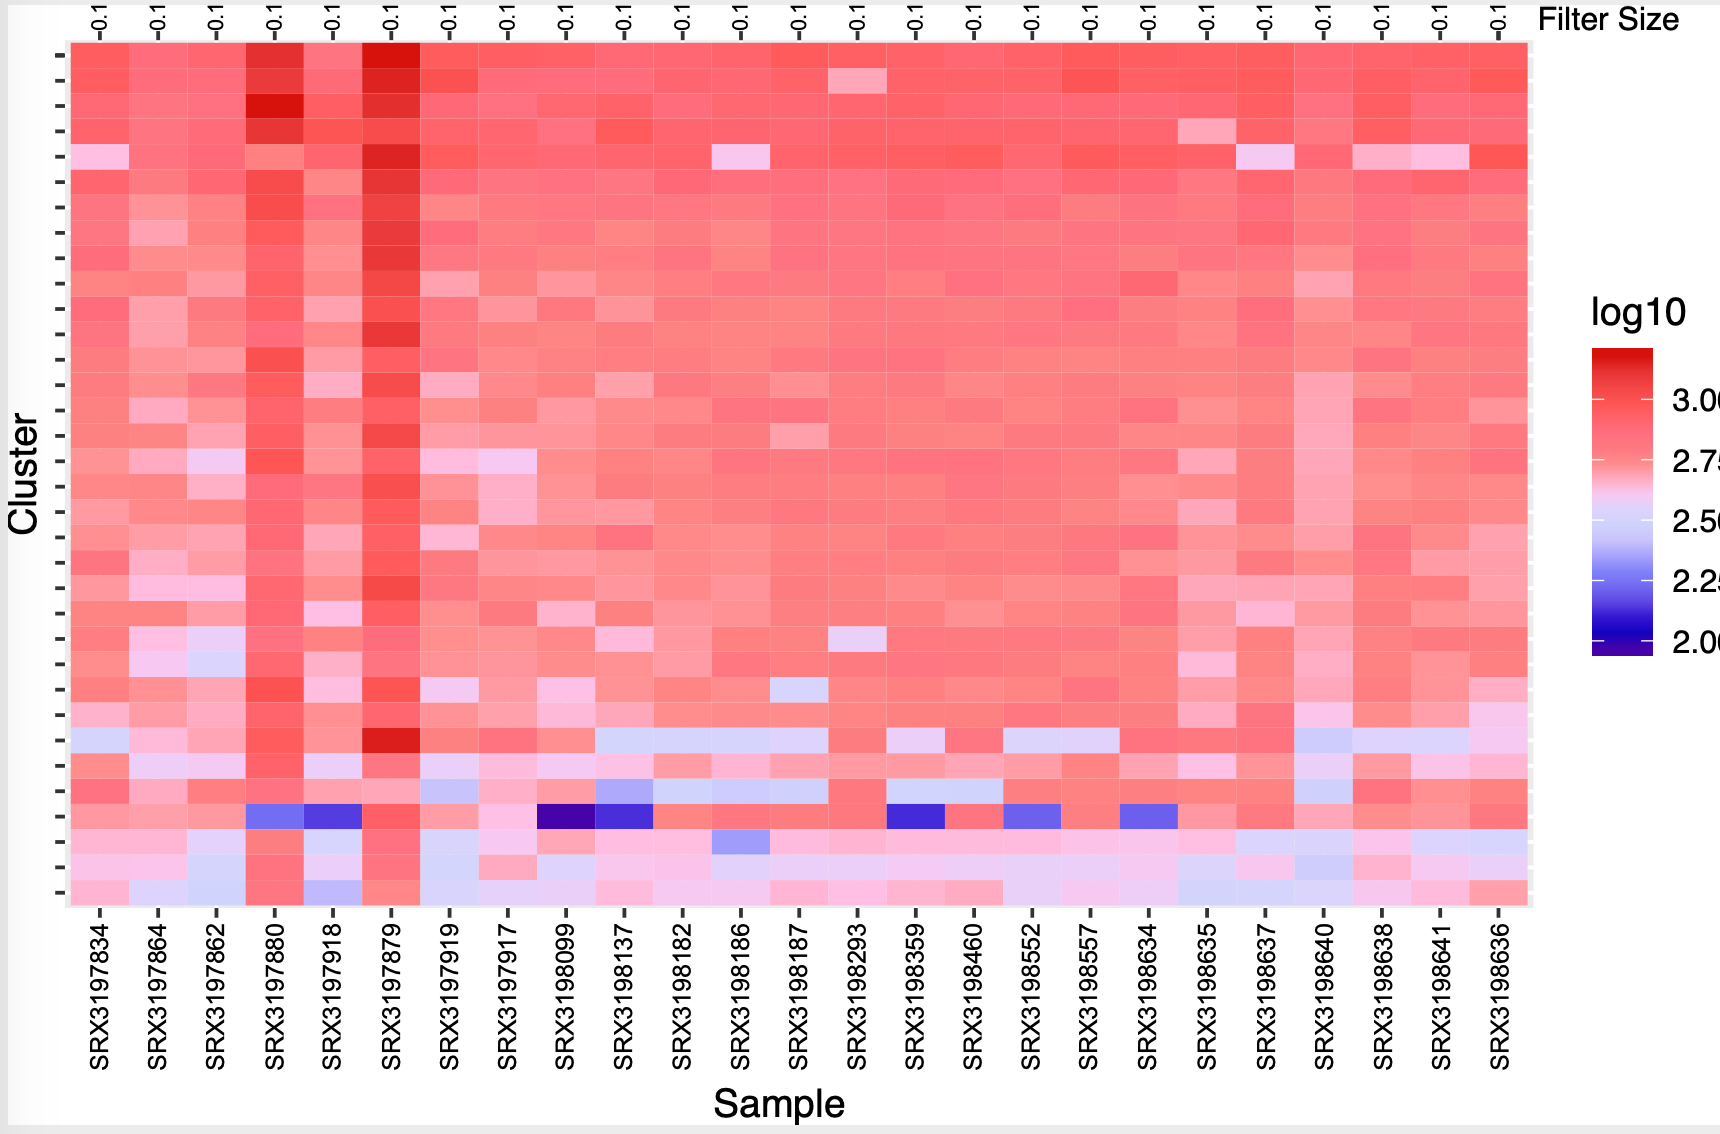 0.1 0.1 0.1 0.1 0.1 0.1 0.1 0.1 0.1 0.1 0.1 0.1 0.1 0.1 0.1 0.1 0.1 0.1 0.1 0.1 0.1 0.1 0.1 0.1 0.1
Filter Size
log10
3.00
2.75
2.50
2.25
2.00
Cluster
SRX3197834
SRX3197864
SRX3197862
SRX3197880
SRX3197918
SRX3197879
SRX3197919
SRX3197917
SRX3198099
SRX3198137
SRX3198182
SRX3198186
SRX3198187
SRX3198293
SRX3198359
SRX3198460
SRX3198552
SRX3198557
SRX3198634
SRX3198635
SRX3198637
SRX3198640
SRX3198638
SRX3198641
SRX3198636
Sample